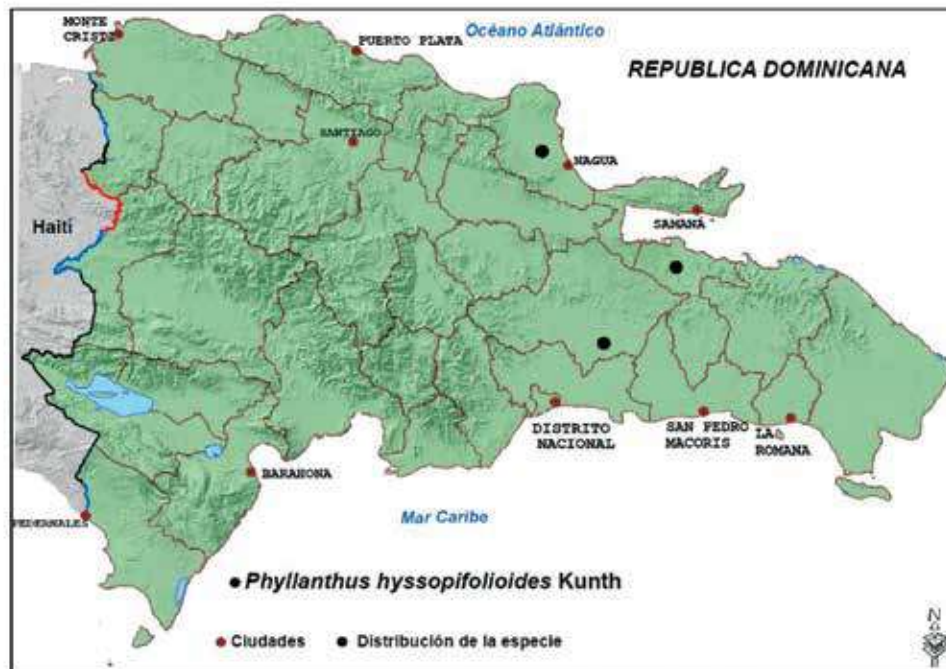 MONTE
CRISTI
PUERTO PLATA
Océano Atlántico
REPUBLICA DOMINICANA
SANTIAGO
NAGUA
Haití
SAMANÁ
DISTRITO
NACIONAL
SAN PEDRO
MACORIS
LA
ROMANA
BARAHONA
PEDERNALES
Mar Caribe
Phyllanthus hyssopifolioides Kunth
Ciudades
Distribución de la especie
N